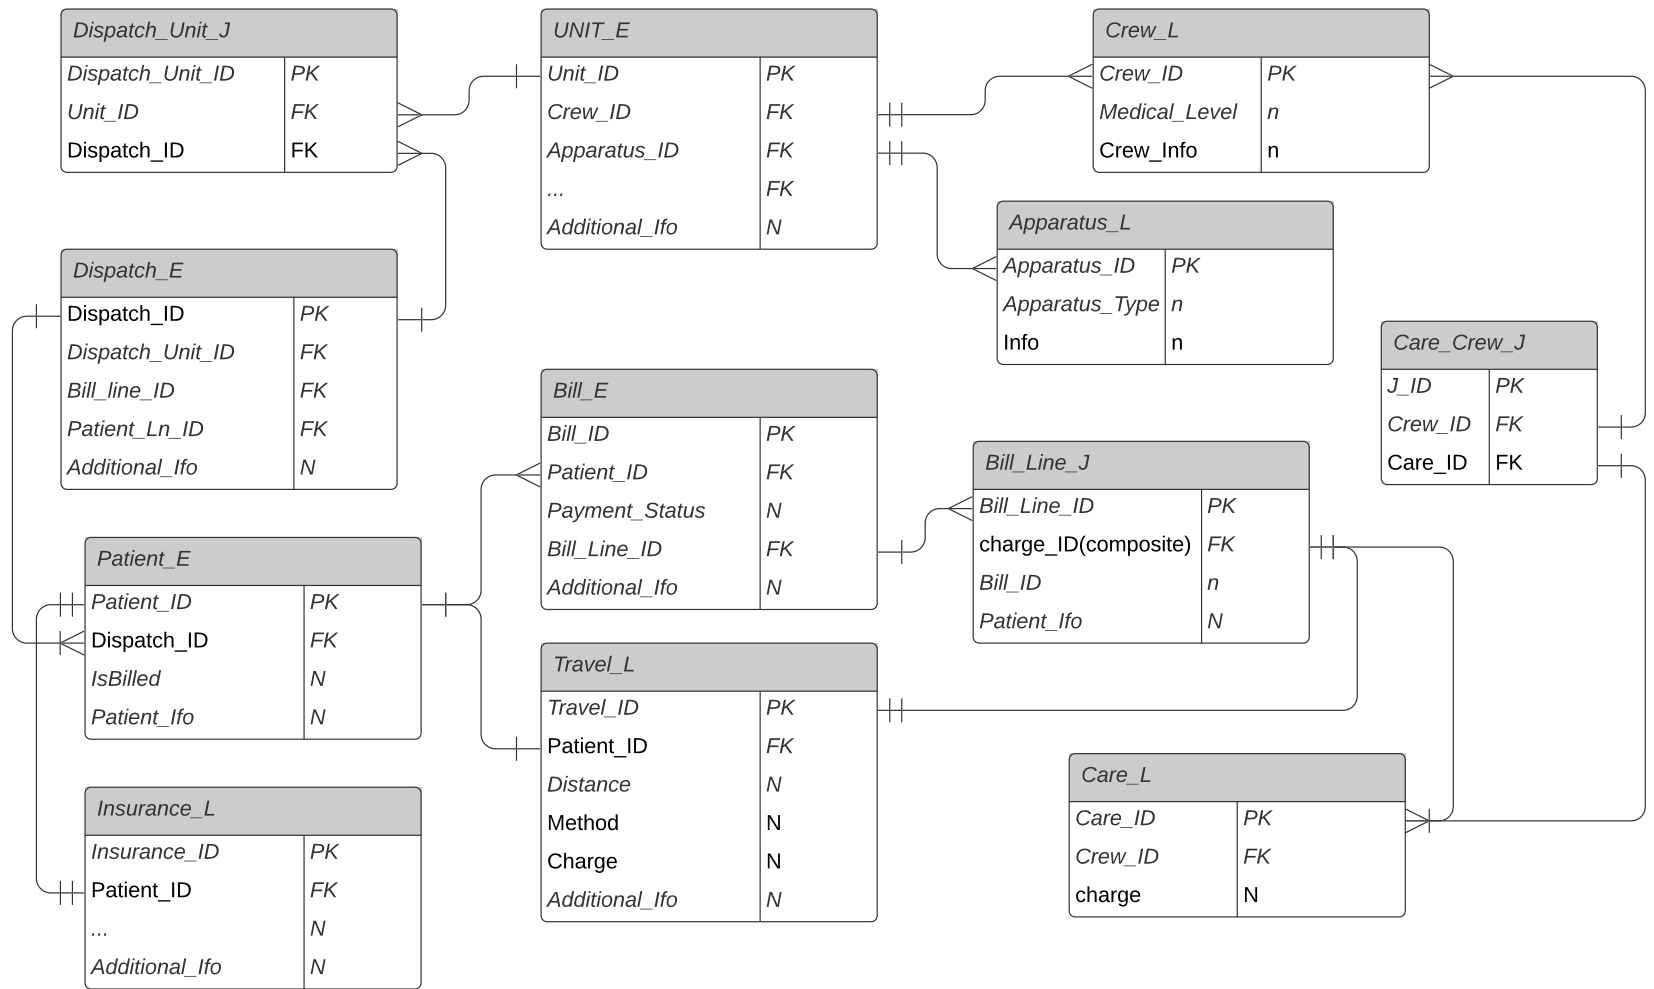 Dispatch_Unit_J
Dispatch_Unit_ID PK
Unit_ID FK
Dispatch_ID FK
UNIT_E
Unit_ID PK
Crew_ID FK
Apparatus_ID FK
... FK
Additional_Ifo N
Crew_L
Crew_ID PK
Medical_Level n
Crew_Info n
Apparatus_L
Apparatus_ID PK
Apparatus_Type n
Info n
Dispatch_E
Dispatch_ID PK
Dispatch_Unit_ID FK
Bill_line_ID FK
Patient_Ln_ID FK
Additional_Ifo N
Care_Crew_J
J_ID PK
Crew_ID FK
Care_ID FK
Bill_E
Bill_ID PK
Patient_ID FK
Payment_Status N
Bill_Line_ID FK
Additional_Ifo N
Bill_Line_J
Bill_Line_ID PK
charge_ID(composite) FK
Bill_ID n
Patient_Ifo N
Patient_E
Patient_ID PK
Dispatch_ID FK
IsBilled N
Patient_Ifo N
Travel_L
Travel_ID PK
Patient_ID FK
Distance N
Method N
Charge N
Additional_Ifo N
Care_L
Care_ID PK
Crew_ID FK
charge N
Insurance_L
Insurance_ID PK
Patient_ID FK
... N
Additional_Ifo N